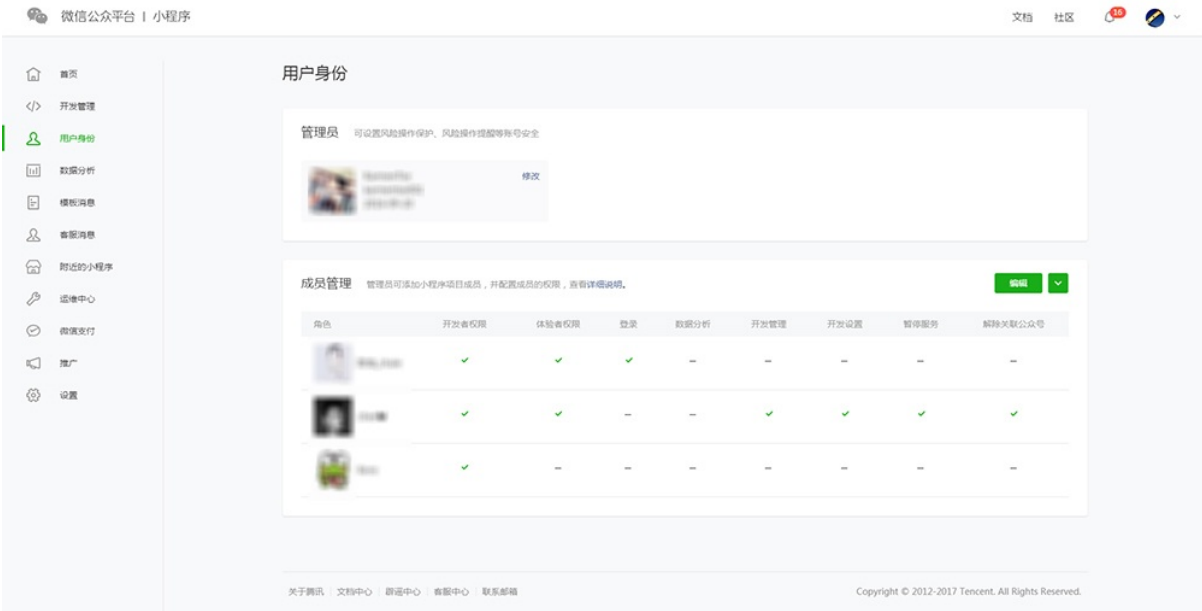 微信公众平台 | 小程序
文档 社区 16
首页
开发管理
用户身份
数据分析
模板消息
客服消息
附近的小程序
运维中心
微信支付
推广
设置
用户身份
管理员 可设置风险操作保护、风险操作提醒等账号安全
修改
成员管理 管理员可添加小程序项目成员，并配置成员的权限，查看详细说明。
编辑
角色 开发者权限 体验者权限 登录 数据分析 开发管理 开发设置 暂停服务 解除关联公众号
关于腾讯 文档中心 辟谣中心 客服中心 联系邮箱
Copyright © 2012-2017 Tencent. All Rights Reserved.